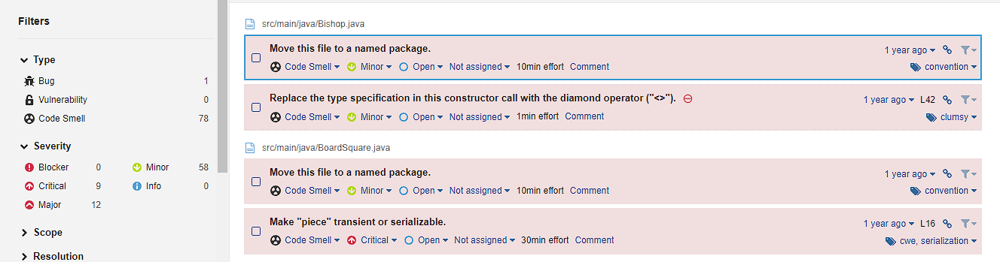 Filters
Type
Bug 1
Vulnerability 0
Code Smell 78
Severity
Blocker 0 Minor 58
Critical 9 Info 0
Major 12
Scope
Resolution
src/main/java/Bishop.java
Move this file to a named package.
1 year ago
Code Smell Minor Open Not assigned 10min effort Comment
convention
Replace the type specification in this constructor call with the diamond operator ("<>").
1 year ago L42
Code Smell Minor Open Not assigned 1min effort Comment
clumsy
src/main/java/BoardSquare.java
Move this file to a named package.
1 year ago
Code Smell Minor Open Not assigned 10min effort Comment
convention
Make "piece" transient or serializable.
1 year ago L16
Code Smell Critical Open Not assigned 30min effort Comment
cwe, serialization